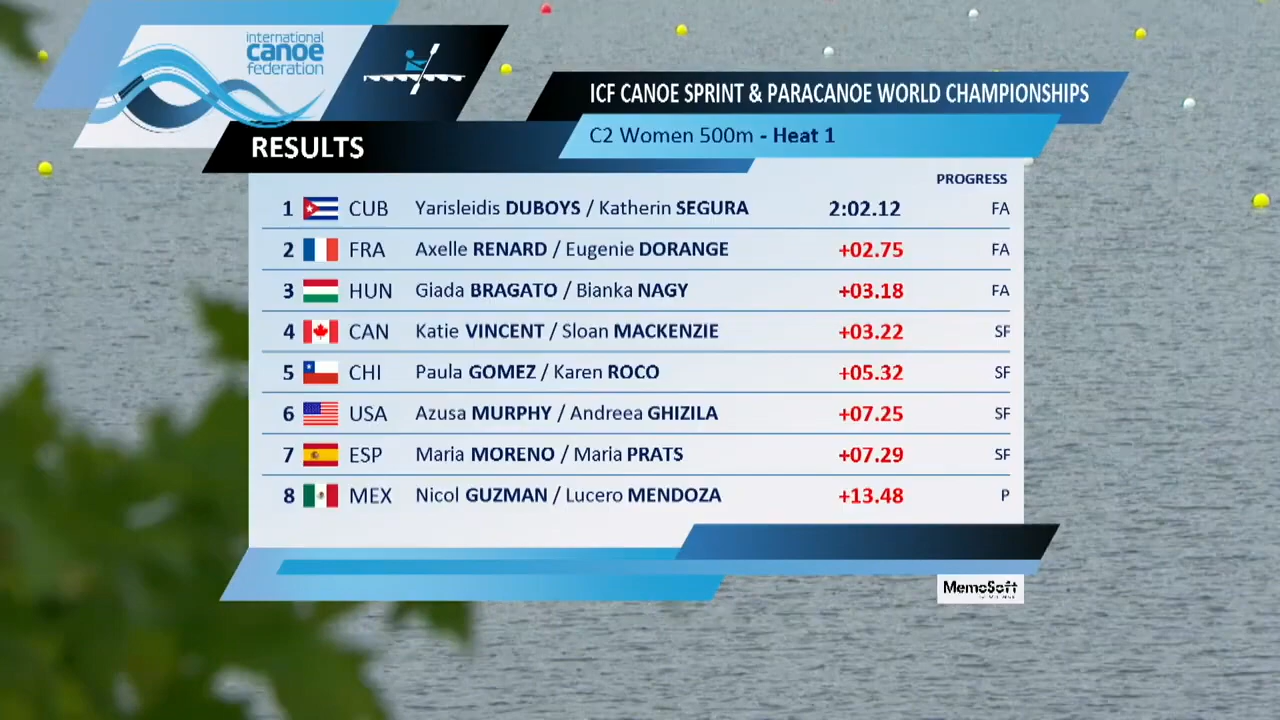 international
canoe
federation
ICF CANOE SPRINT & PARACANOE WORLD CHAMPIONSHIPS
C2 Women 500m - Heat 1
RESULTS
PROGRESS
1 CUB Yarisleidis DUBOYS / Katherin SEGURA 2:02.12 FA
2 FRA Axelle RENARD / Eugenie DORANGE +02.75 FA
3 HUN Giada BRAGATO / Bianka NAGY +03.18 FA
4 CAN Katie VINCENT / Sloan MACKENZIE +03.22 SF
5 CHI Paula GOMEZ / Karen ROCO +05.32 SF
6 USA Azusa MURPHY / Andreea GHIZILA +07.25 SF
7 ESP Maria MORENO / Maria PRATS +07.29 SF
8 MEX Nicol GUZMAN / Lucero MENDOZA +13.48 P
MemoSoft